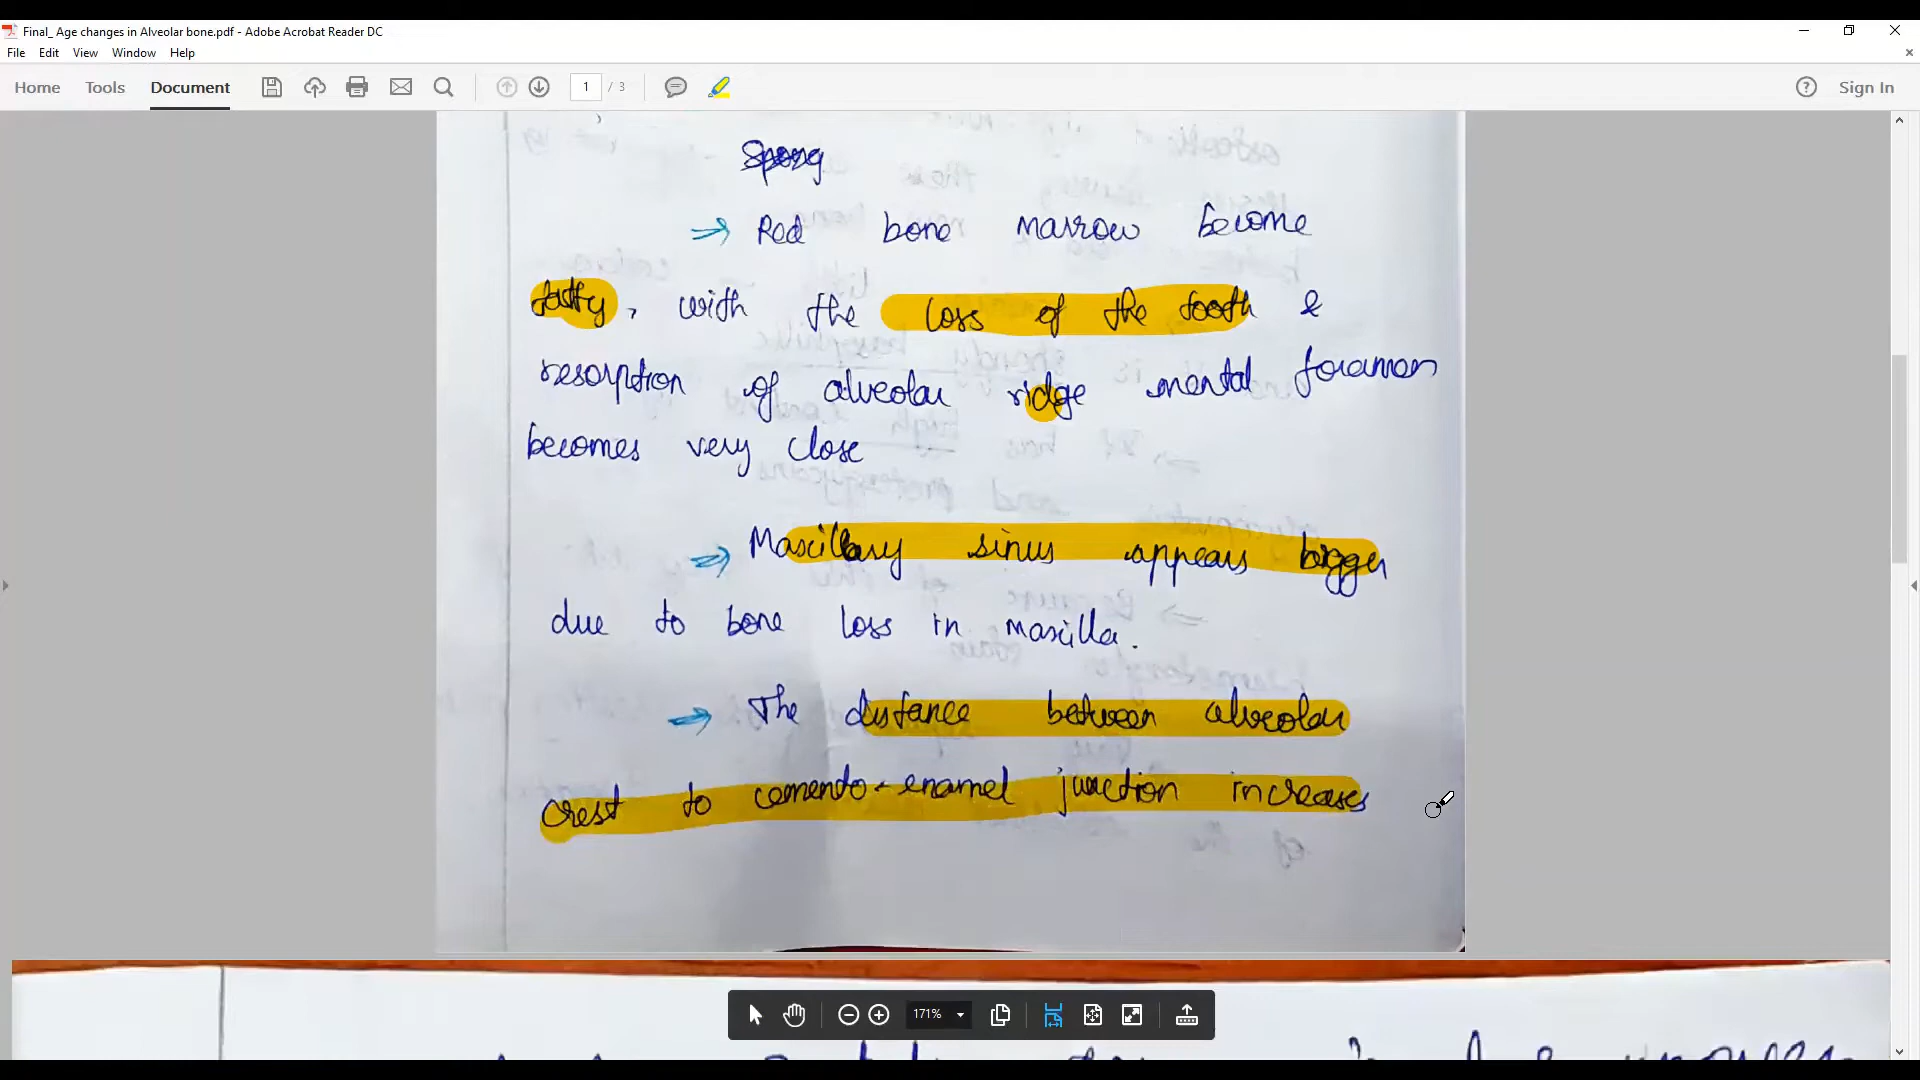 Final_ Age changes in Alveolar bone.pdf - Adobe Acrobat Reader DC
File Edit View Window Help
Home Tools Document 1 / 3 Sign In
⇒ Red bone marrow become
fatty, with the loss of the tooth &
resorption of alveolar ridge mental foramen
becomes very close
⇒ Maxillary sinus appears bigger
due to bone loss in maxilla.
⇒ The distance between alveolar
crest to cemento-enamel junction increases
171%